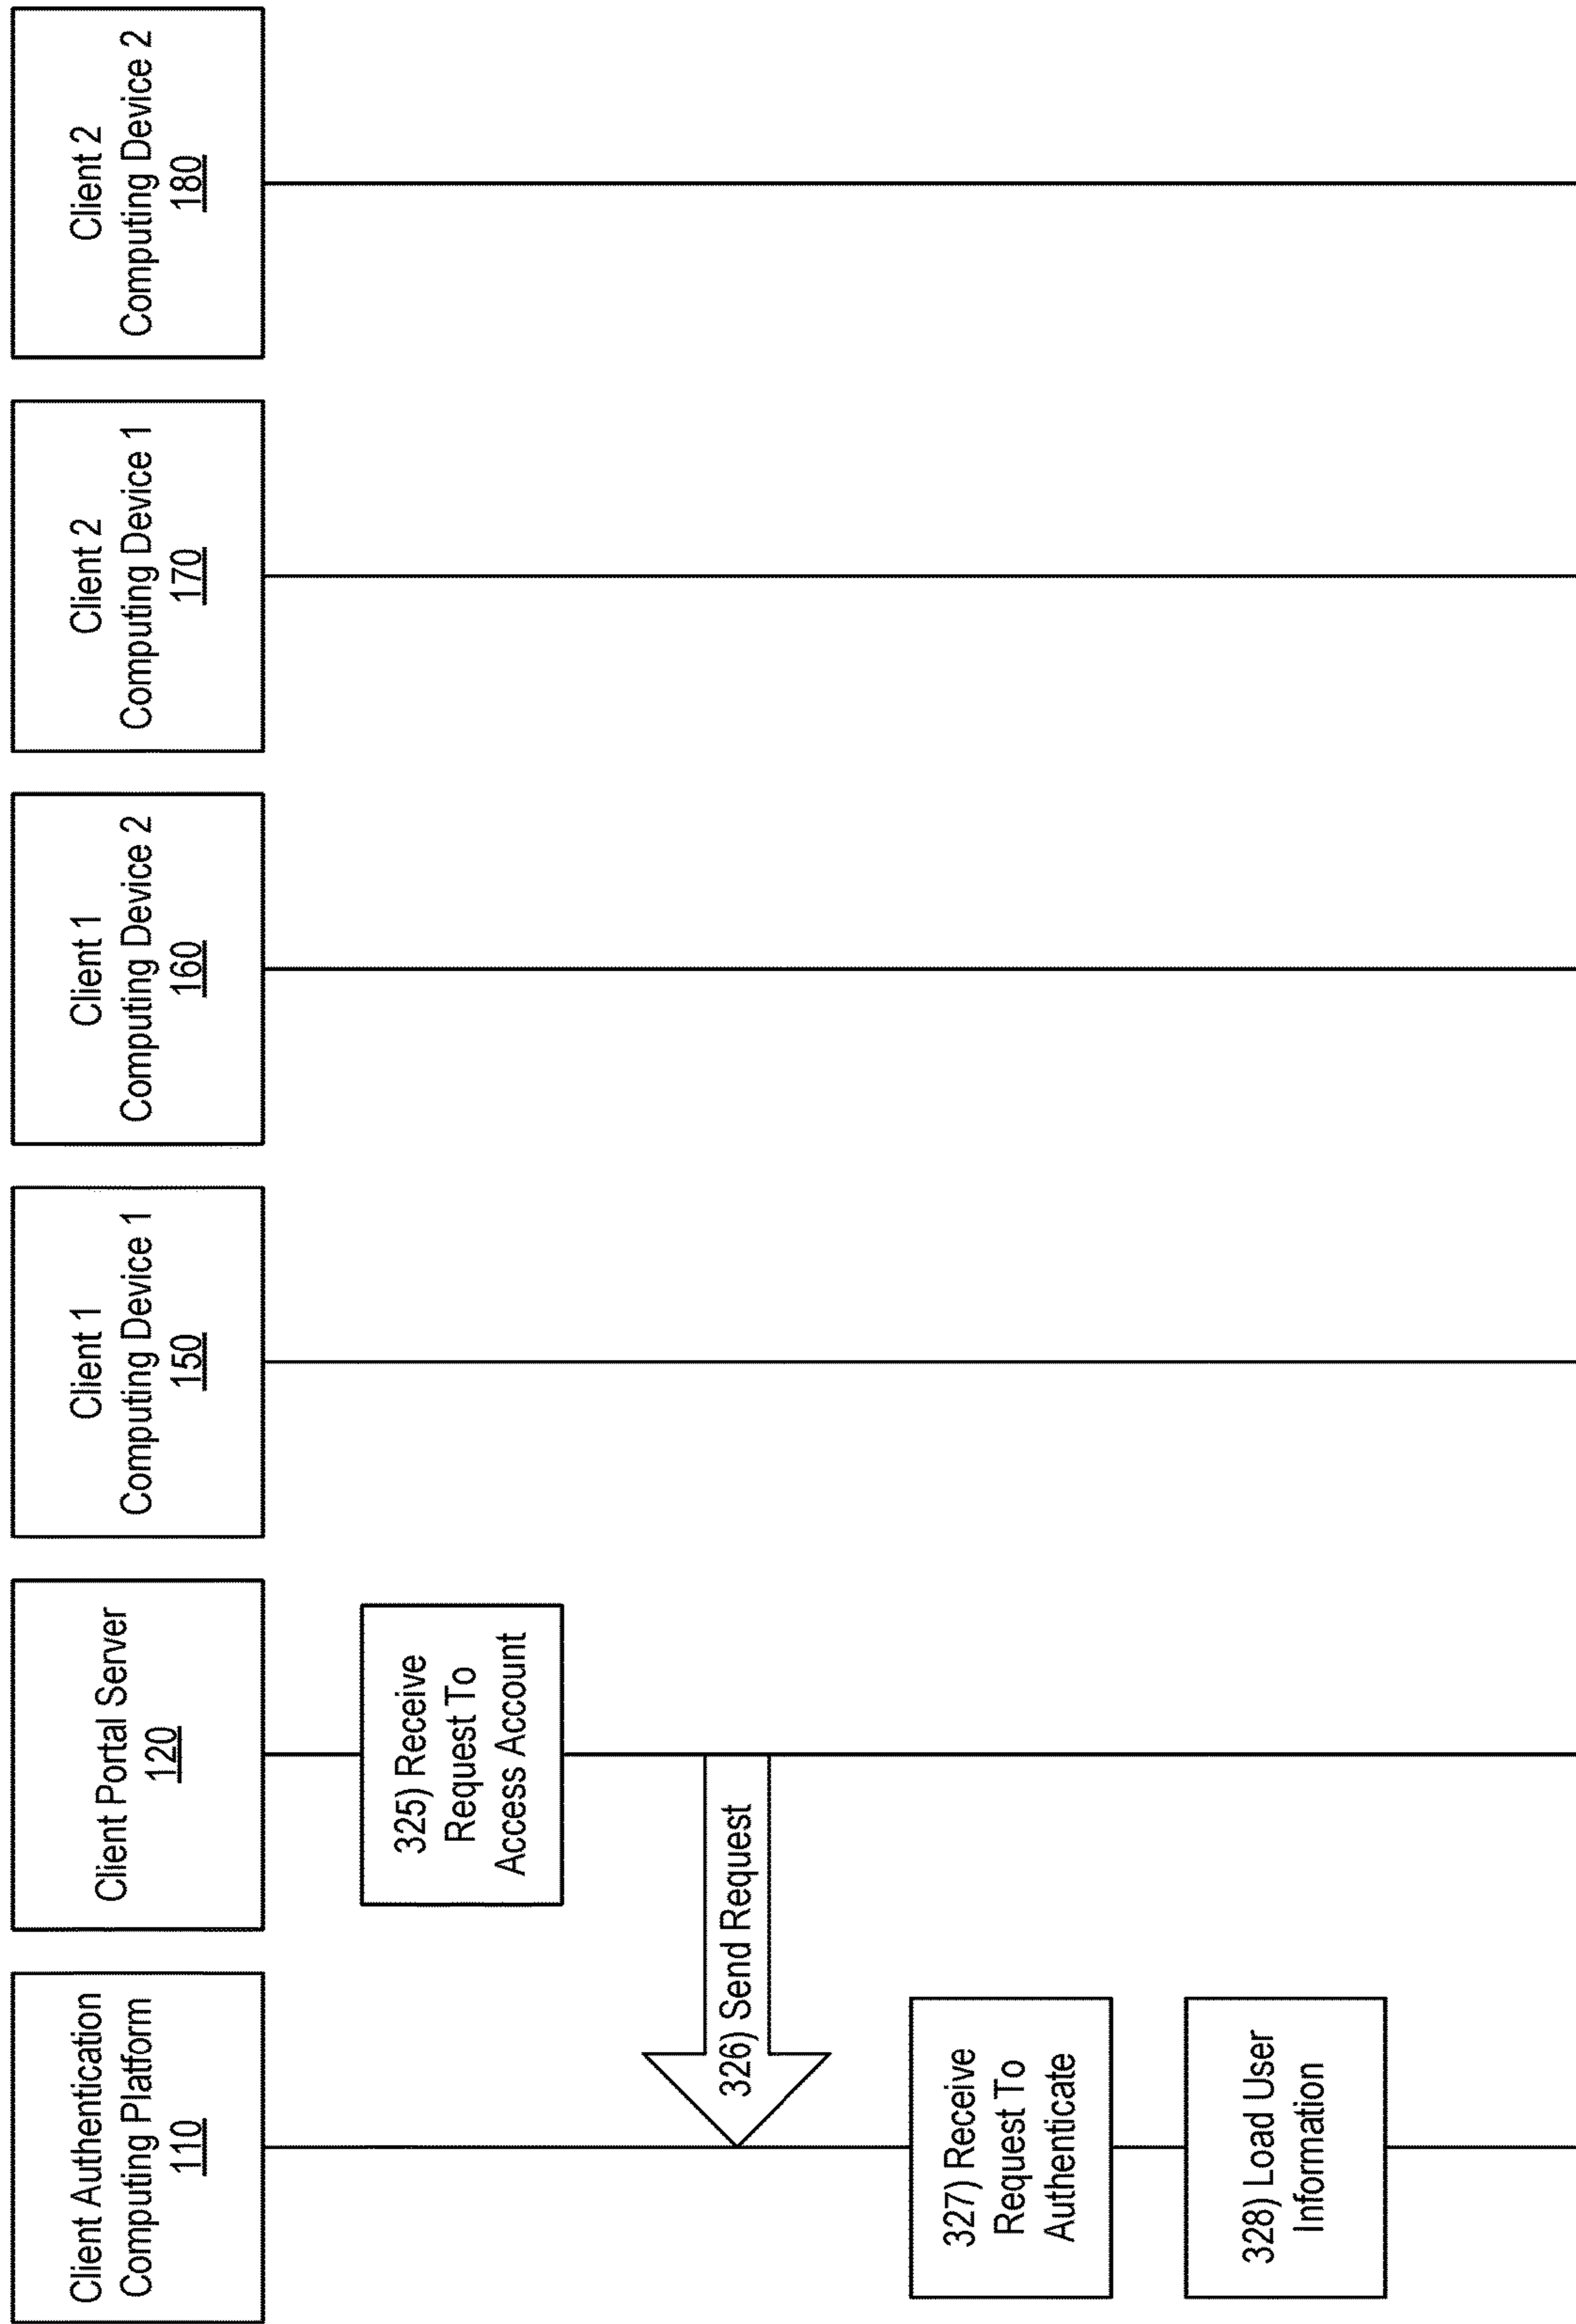 Client Authentication
Computing Platform
110
Client Portal Server
120
Client 1
Computing Device 1
150
Client 1
Computing Device 2
160
Client 2
Computing Device 1
170
Client 2
Computing Device 2
180
325) Receive
Request To
Access Account
326) Send Request
327) Receive
Request To
Authenticate
328) Load User
Information